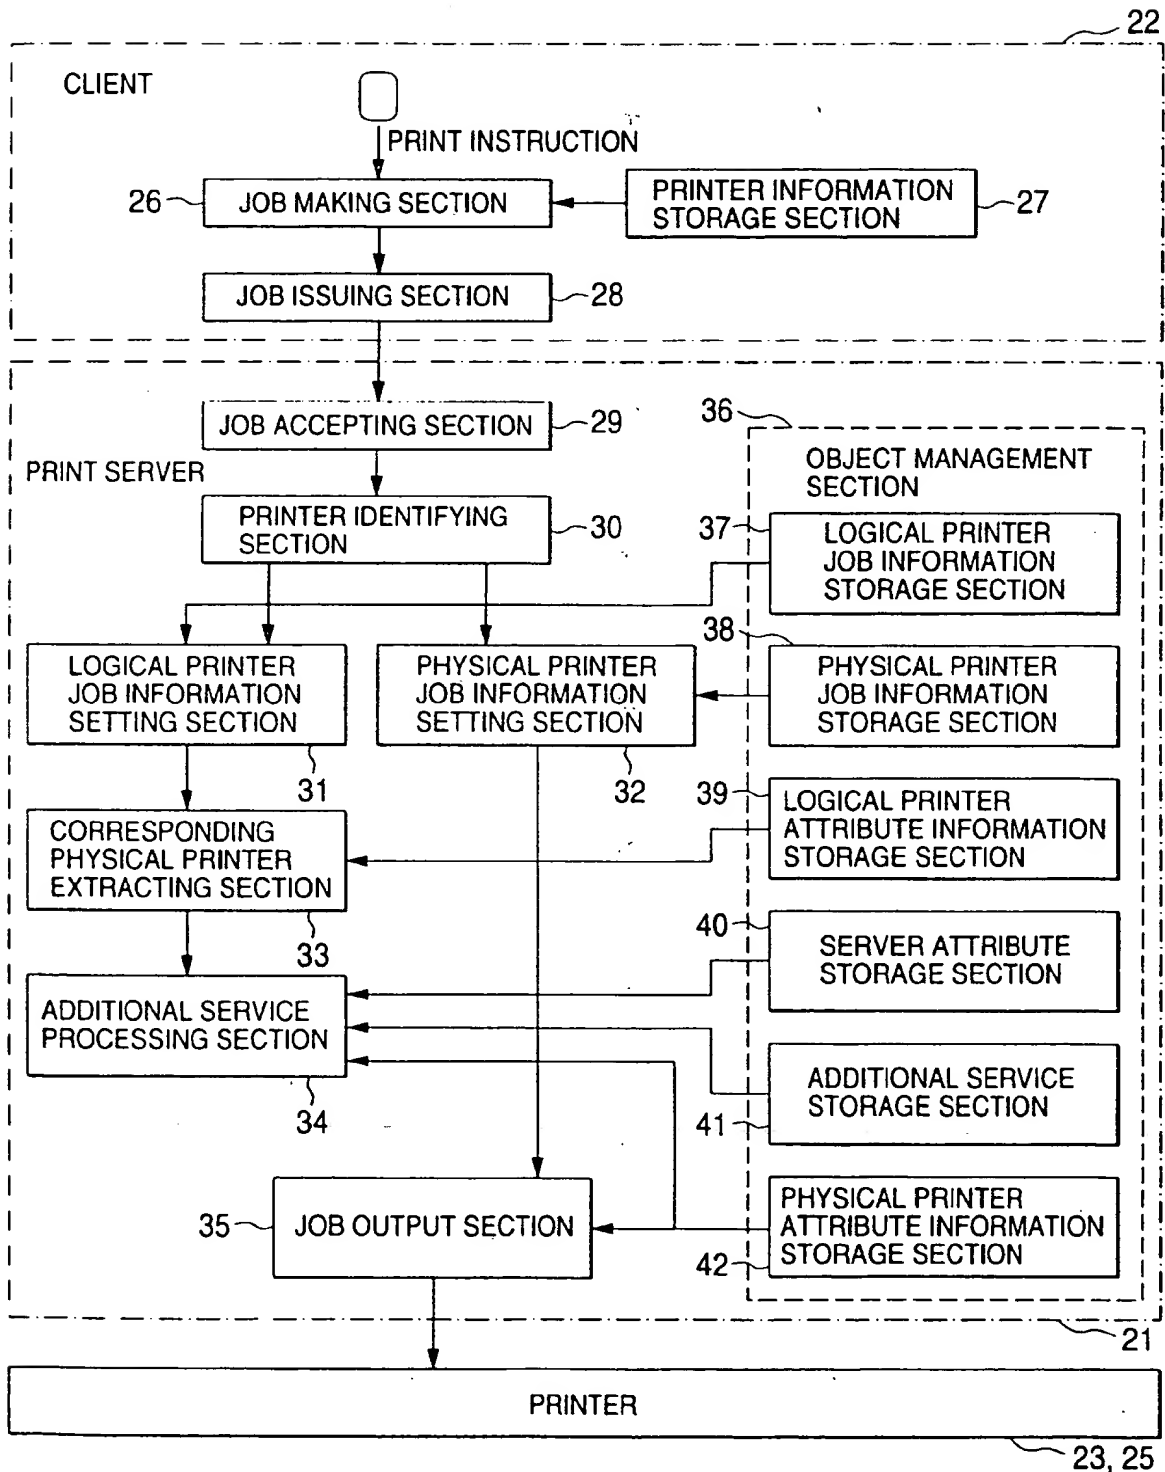 22
CLIENT
PRINT INSTRUCTION
26
JOB MAKING SECTION
PRINTER INFORMATION
STORAGE SECTION
27
JOB ISSUING SECTION
28
JOB ACCEPTING SECTION
29
PRINT SERVER
PRINTER IDENTIFYING
SECTION
30
36
OBJECT MANAGEMENT
SECTION
37
LOGICAL PRINTER
JOB INFORMATION
STORAGE SECTION
38
LOGICAL PRINTER
JOB INFORMATION
SETTING SECTION
31
PHYSICAL PRINTER
JOB INFORMATION
SETTING SECTION
32
PHYSICAL PRINTER
JOB INFORMATION
STORAGE SECTION
39
LOGICAL PRINTER
ATTRIBUTE INFORMATION
STORAGE SECTION
CORRESPONDING
PHYSICAL PRINTER
EXTRACTING SECTION
33
40
SERVER ATTRIBUTE
STORAGE SECTION
ADDITIONAL SERVICE
PROCESSING SECTION
34
ADDITIONAL SERVICE
STORAGE SECTION
41
35
JOB OUTPUT SECTION
PHYSICAL PRINTER
ATTRIBUTE INFORMATION
STORAGE SECTION
42
21
PRINTER
23, 25